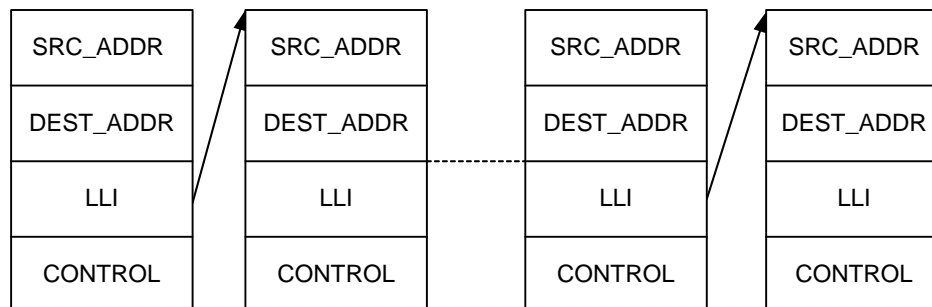 SRC_ADDR SRC_ADDR SRC_ADDR SRC_ADDR
DEST_ADDR DEST_ADDR DEST_ADDR DEST_ADDR
LLI LLI LLI LLI
CONTROL CONTROL CONTROL CONTROL